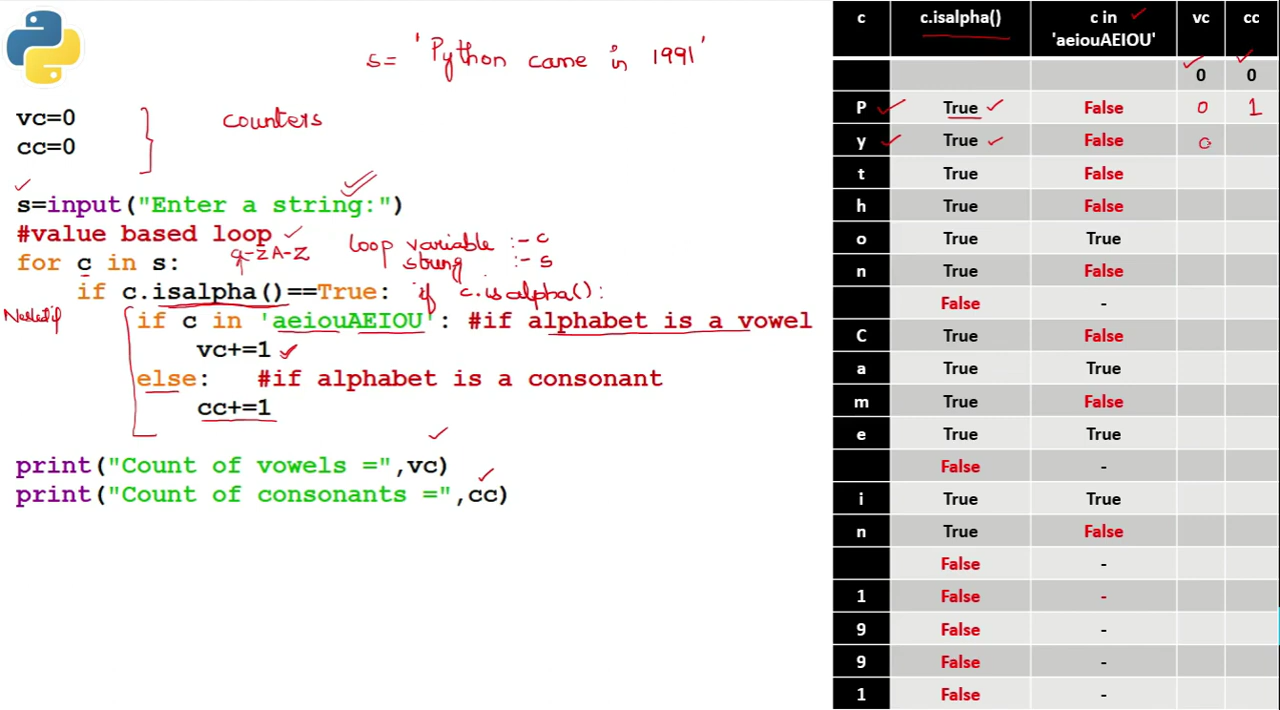 s= 'Python came in 1991'
vc=0
cc=0
counters
s=input("Enter a string:")
#value based loop
loop variable :- c
a-z A-Z
string :- s
for c in s:
if c.isalpha()==True: if c.isalpha():
Nested if
if c in 'aeiouAEIOU': #if alphabet is a vowel
vc+=1
else: #if alphabet is a consonant
cc+=1
print("Count of vowels =",vc)
print("Count of consonants =",cc)
c c.isalpha() c in 'aeiouAEIOU' vc cc
0 0
P True False 0 1
y True False 0
t True False
h True False
o True True
n True False
False -
C True False
a True True
m True False
e True True
False -
i True True
n True False
False -
1 False -
9 False -
9 False -
1 False -